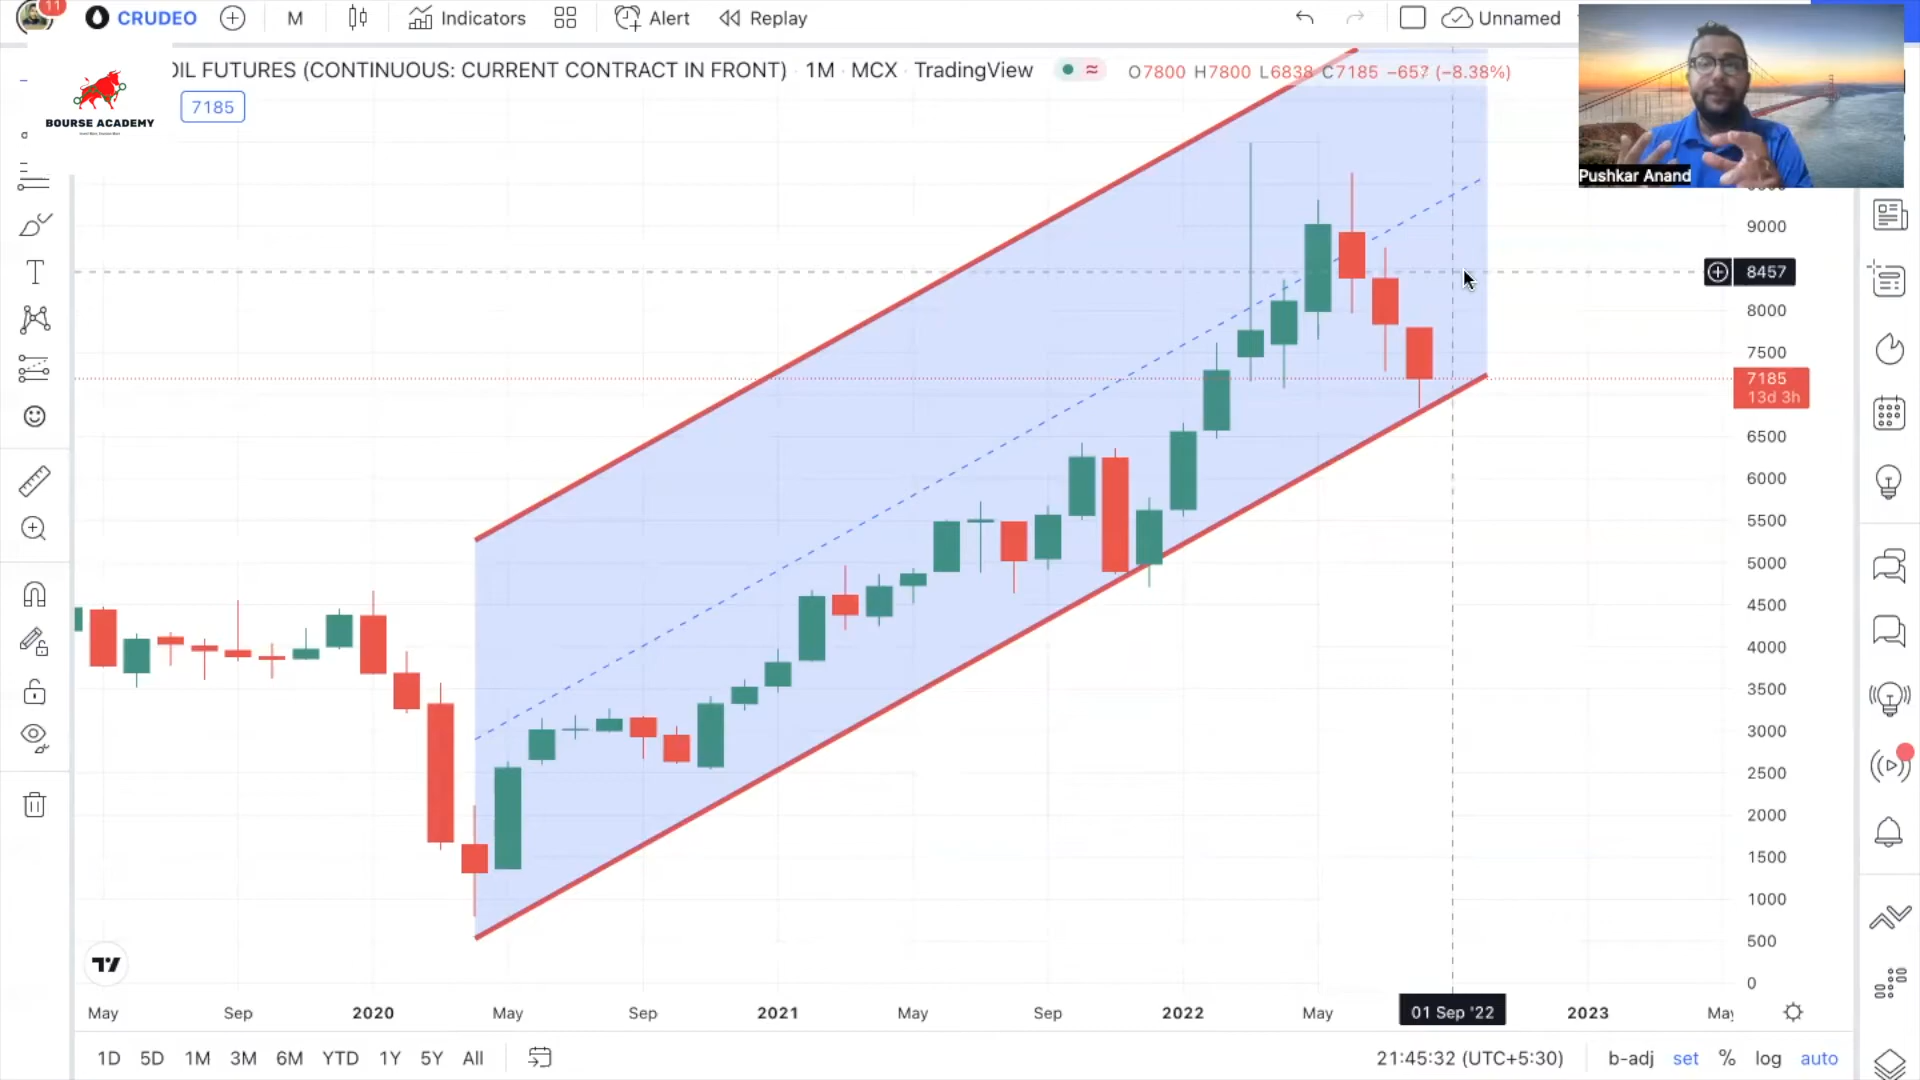 11
CRUDEO
M
Indicators
Alert
Replay
Unnamed
OIL FUTURES (CONTINUOUS: CURRENT CONTRACT IN FRONT) · 1M · MCX · TradingView
O7800 H7800 L6838 C7185 −657 (−8.38%)
7185
BOURSE ACADEMY
Pushkar Anand
9000
8457
8000
7500
7185
13d 3h
6500
6000
5500
5000
4500
4000
3500
3000
2500
2000
1500
1000
500
0
May Sep 2020 May Sep 2021 May Sep 2022 May 01 Sep '22 2023 May
1D 5D 1M 3M 6M YTD 1Y 5Y All
21:45:32 (UTC+5:30)
b-adj set % log auto